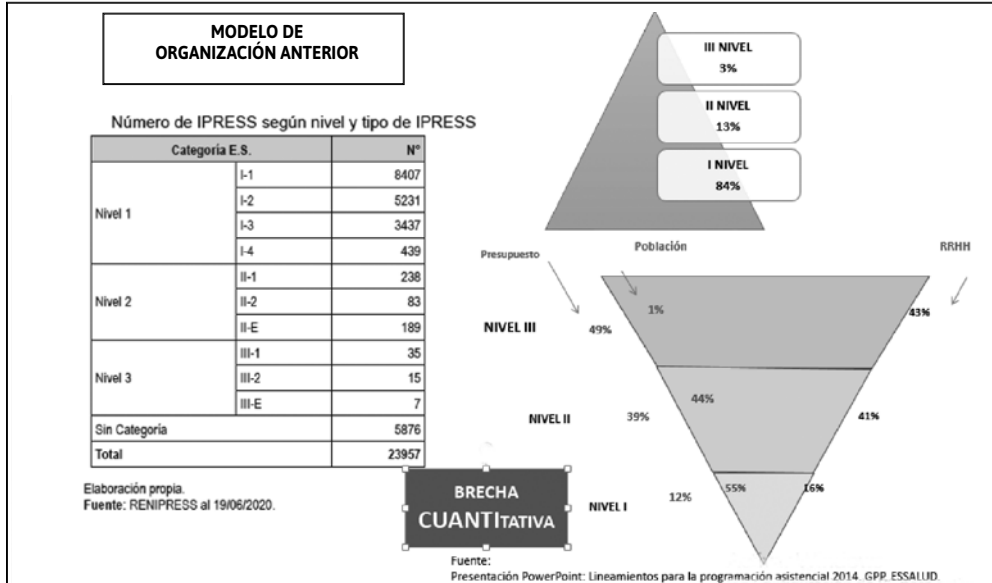 MODELO DE
ORGANIZACIÓN ANTERIOR
Número de IPRESS según nivel y tipo de IPRESS
Categoría E.S. N°
Nivel 1
I-1 8407
I-2 5231
I-3 3437
I-4 439
Nivel 2
II-1 238
II-2 83
II-E 189
Nivel 3
III-1 35
III-2 15
III-E 7
Sin Categoría 5876
Total 23957
Elaboración propia.
Fuente: RENIPRESS al 19/06/2020.
III NIVEL
3%
II NIVEL
13%
I NIVEL
84%
Presupuesto Población RRHH
NIVEL III 49% 1% 43%
NIVEL II 39% 44% 41%
NIVEL I 12% 55% 16%
BRECHA
CUANTITATIVA
Fuente:
Presentación PowerPoint: Lineamientos para la programación asistencial 2014. GPP. ESSALUD.